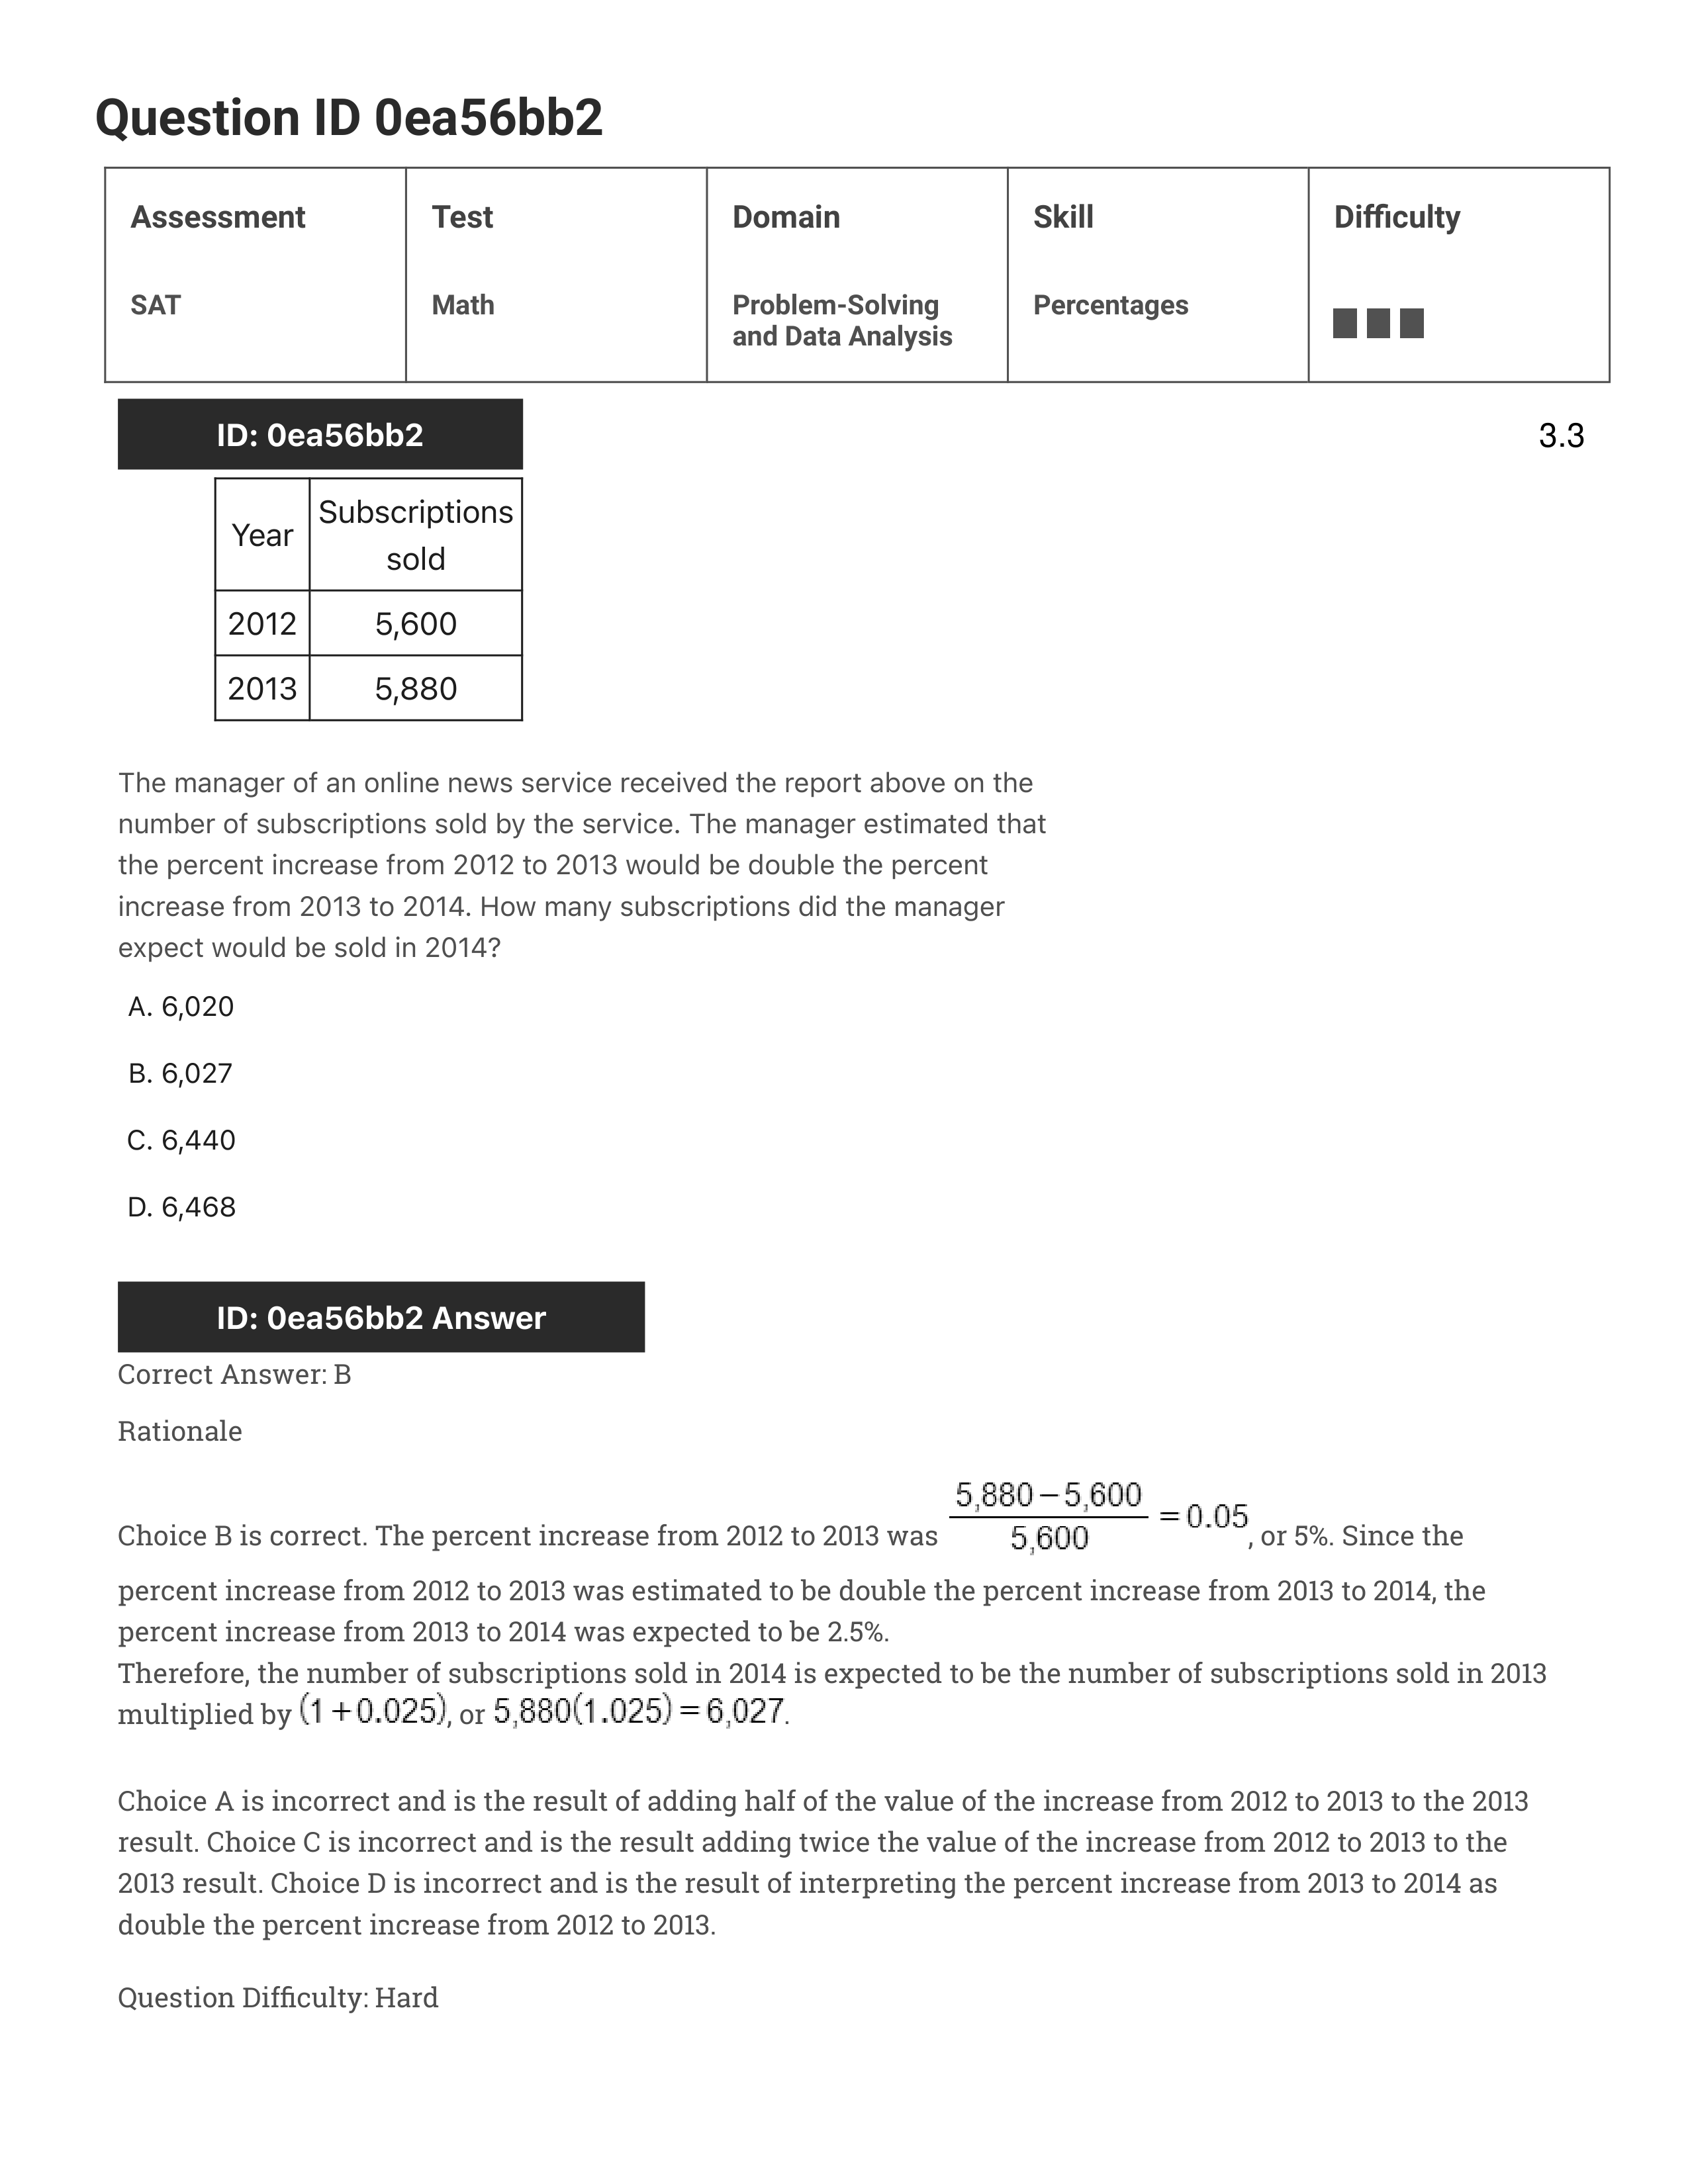 Question ID 0ea56bb2
Assessment Test Domain Skill Difficulty
SAT Math Problem-Solving and Data Analysis Percentages
ID: 0ea56bb2 3.3
Year Subscriptions sold
2012 5,600
2013 5,880
The manager of an online news service received the report above on the
number of subscriptions sold by the service. The manager estimated that
the percent increase from 2012 to 2013 would be double the percent
increase from 2013 to 2014. How many subscriptions did the manager
expect would be sold in 2014?
A. 6,020
B. 6,027
C. 6,440
D. 6,468
ID: 0ea56bb2 Answer
Correct Answer: B
Rationale
Choice B is correct. The percent increase from 2012 to 2013 was (5,880 − 5,600)/5,600 = 0.05, or 5%. Since the
percent increase from 2012 to 2013 was estimated to be double the percent increase from 2013 to 2014, the
percent increase from 2013 to 2014 was expected to be 2.5%.
Therefore, the number of subscriptions sold in 2014 is expected to be the number of subscriptions sold in 2013
multiplied by (1 + 0.025), or 5,880(1.025) = 6,027.
Choice A is incorrect and is the result of adding half of the value of the increase from 2012 to 2013 to the 2013
result. Choice C is incorrect and is the result adding twice the value of the increase from 2012 to 2013 to the
2013 result. Choice D is incorrect and is the result of interpreting the percent increase from 2013 to 2014 as
double the percent increase from 2012 to 2013.
Question Difficulty: Hard